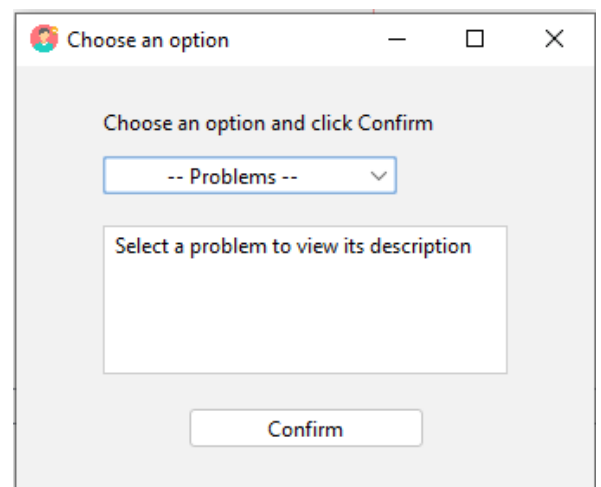 Choose an option
Choose an option and click Confirm
-- Problems --
Select a problem to view its description
Confirm